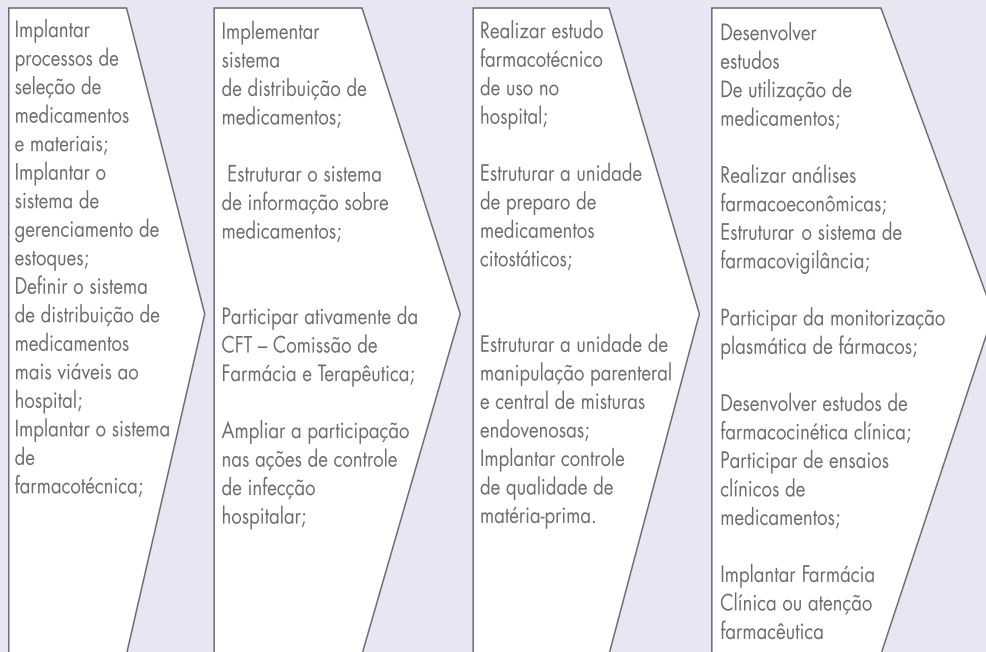 Implantar
processos de
seleção de
medicamentos
e materiais;
Implantar o
sistema de
gerenciamento de
estoques;
Definir o sistema
de distribuição de
medicamentos
mais viáveis ao
hospital;
Implantar o sistema
de
farmacotécnica;
Implementar
sistema
de distribuição de
medicamentos;
Estruturar o sistema
de informação sobre
medicamentos;
Participar ativamente da
CFT – Comissão de
Farmácia e Terapêutica;
Ampliar a participação
nas ações de controle
de infecção
hospitalar;
Realizar estudo
farmacotécnico
de uso no
hospital;
Estruturar a unidade
de preparo de
medicamentos
citostáticos;
Estruturar a unidade de
manipulação parenteral
e central de misturas
endovenosas;
Implantar controle
de qualidade de
matéria-prima.
Desenvolver
estudos
De utilização de
medicamentos;
Realizar análises
farmacoeconômicas;
Estruturar o sistema de
farmacovigilância;
Participar da monitorização
plasmática de fármacos;
Desenvolver estudos de
farmacocinética clínica;
Participar de ensaios
clínicos de
medicamentos;
Implantar Farmácia
Clínica ou atenção
farmacêutica